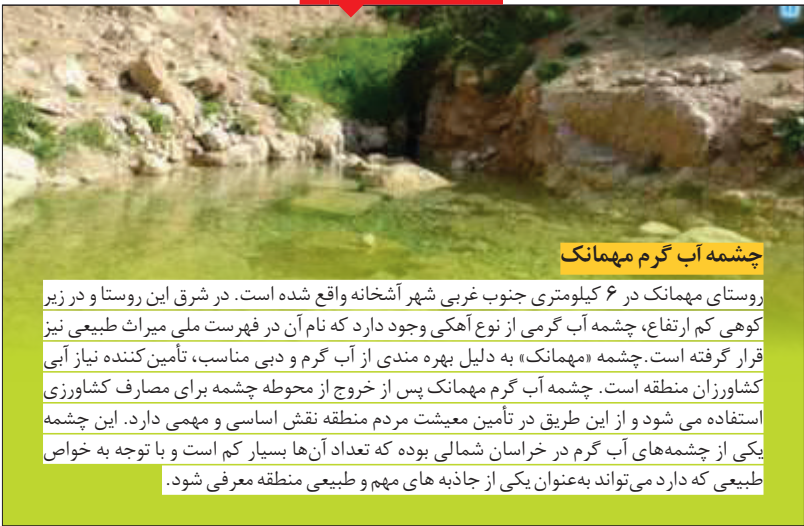 چشمه آب گرم مهمانک
روستای مهمانک در ۶ کیلومتری جنوب غربی شهر آشخانه واقع شده است. در شرق این روستا و در زیر
کوهی کم ارتفاع، چشمه آب گرمی از نوع آهکی وجود دارد که نام آن در فهرست ملی میراث طبیعی نیز
قرار گرفته است.چشمه «مهمانک» به دلیل بهره مندی از آب گرم و دبی مناسب، تأمین‌کننده نیاز آبی
کشاورزان منطقه است. چشمه آب گرم مهمانک پس از خروج از محوطه چشمه برای مصارف کشاورزی
استفاده می شود و از این طریق در تأمین معیشت مردم منطقه نقش اساسی و مهمی دارد. این چشمه
یکی از چشمه‌های آب گرم در خراسان شمالی بوده که تعداد آن‌ها بسیار کم است و با توجه به خواص
طبیعی که دارد می‌تواند به‌عنوان یکی از جاذبه های مهم و طبیعی منطقه معرفی شود.